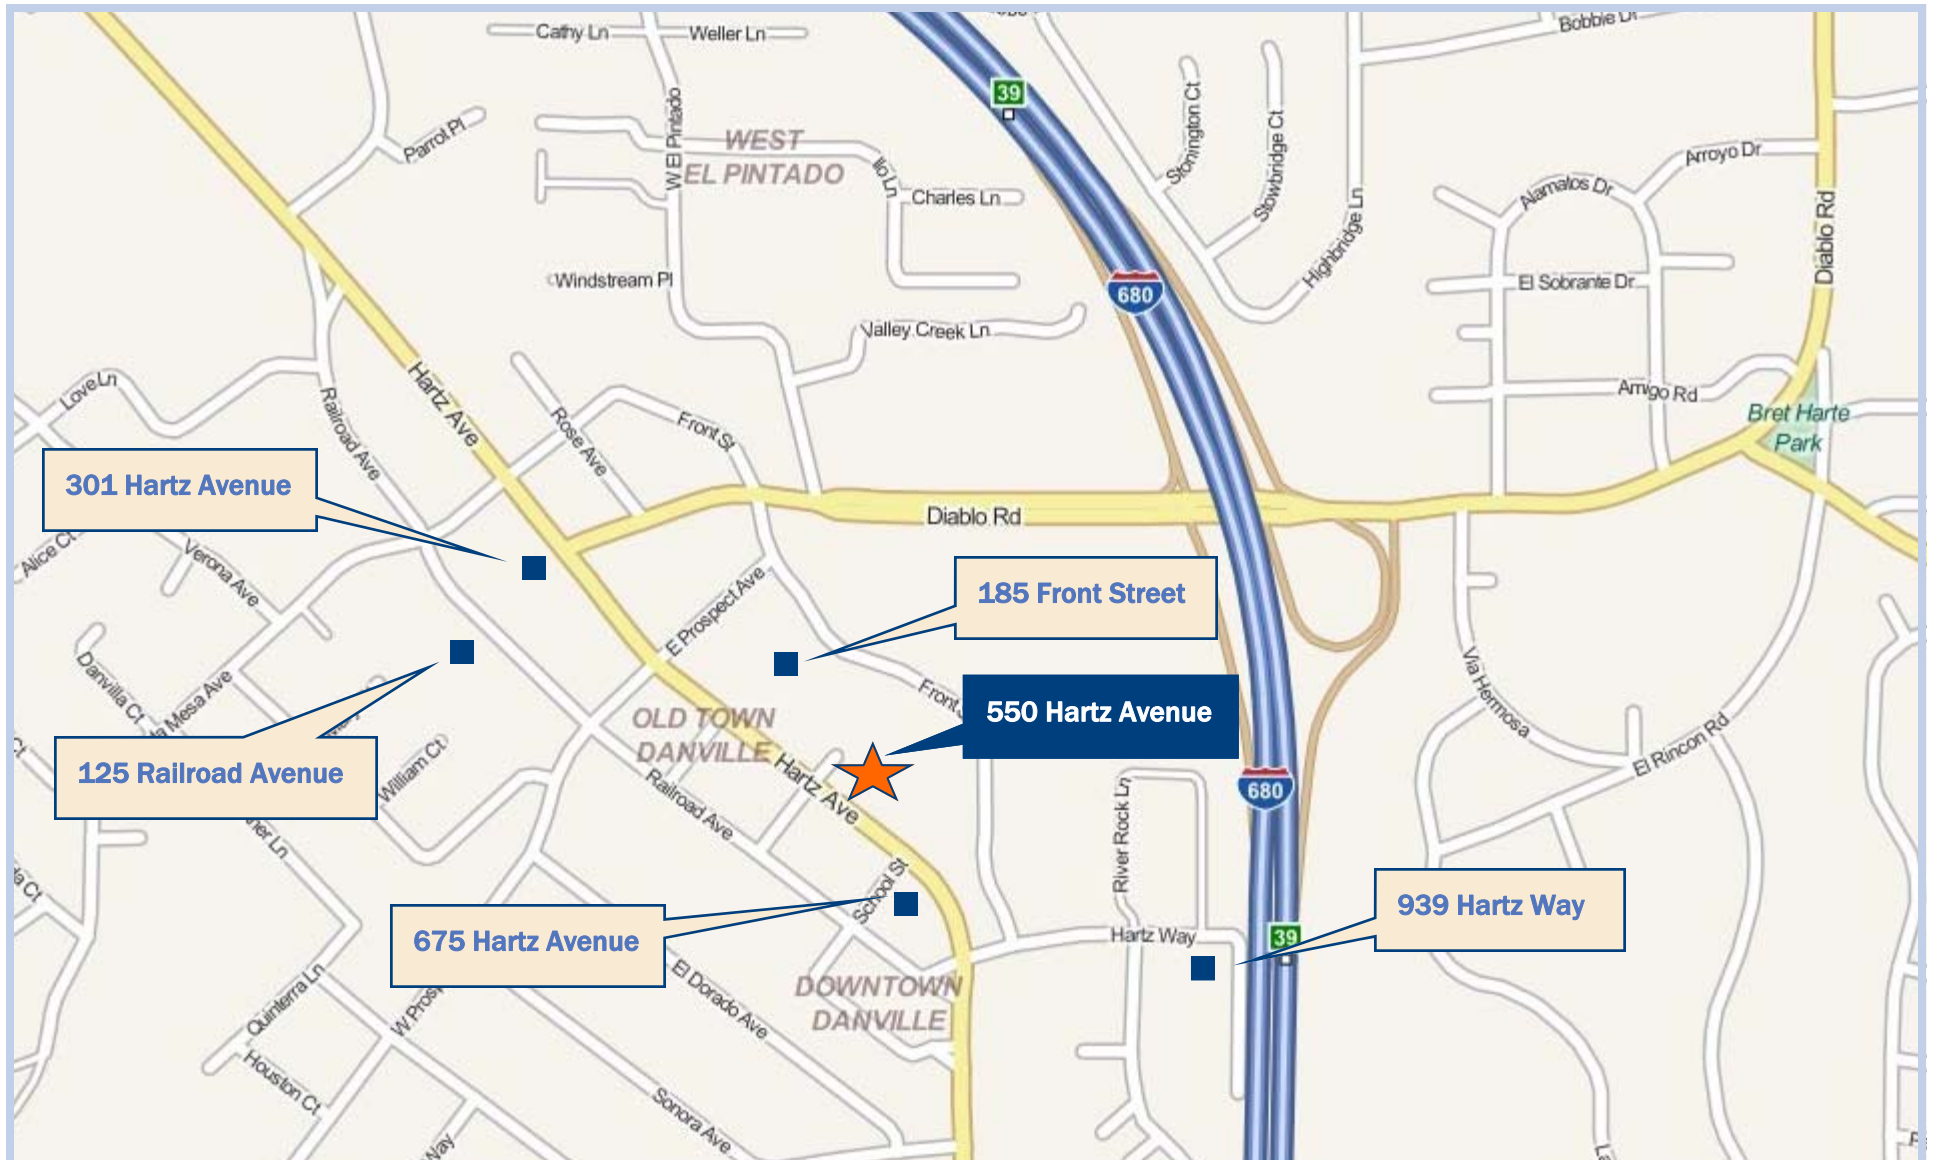 Cathy Ln
Weller Ln
Bobbie Dr
39
W El Pintado
Parrot Pl
WEST
EL PINTADO
Stonington Ct
Stowbridge Ct
Arroyo Dr
Alamatos Dr
Ilo Ln
Charles Ln
Highbridge Ln
Diablo Rd
Windstream Pl
680
El Sobrante Dr
Valley Creek Ln
Love Ln
Hartz Ave
Railroad Ave
Rose Ave
Front St
Amigo Rd
Bret Harte
Park
301 Hartz Avenue
Diablo Rd
Alice Ct
Verona Ave
E Prospect Ave
185 Front Street
Danvilla Ct
Mesa Ave
Front
Via Hermosa
550 Hartz Avenue
OLD TOWN
DANVILLE
El Rincon Rd
125 Railroad Avenue
William Ct
Hartz Ave
Railroad Ave
680
River Rock Ln
School St
675 Hartz Avenue
939 Hartz Way
Hartz Way
39
Quinterra Ln
W Prosp
El Dorado Ave
DOWNTOWN
DANVILLE
Houston Ct
Sonora Ave
Way